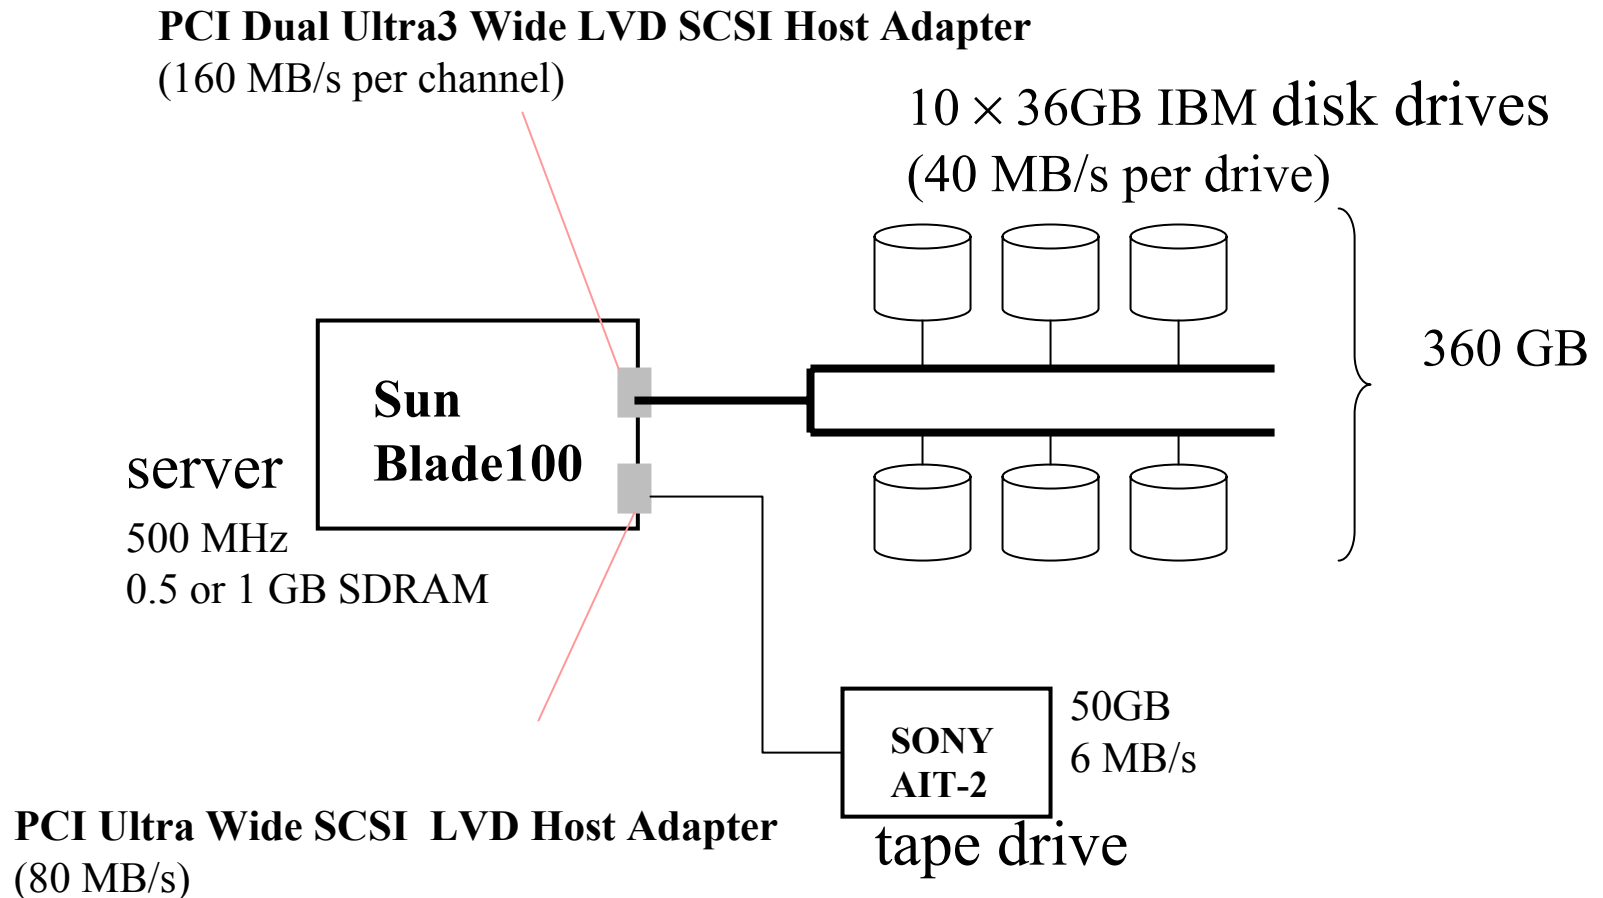 PCI Dual Ultra3 Wide LVD SCSI Host Adapter
(160 MB/s per channel)
10 × 36GB IBM disk drives
(40 MB/s per drive)
360 GB
Sun
Blade100
server
500 MHz
0.5 or 1 GB SDRAM
50GB
6 MB/s
SONY
AIT-2
tape drive
PCI Ultra Wide SCSI  LVD Host Adapter
(80 MB/s)